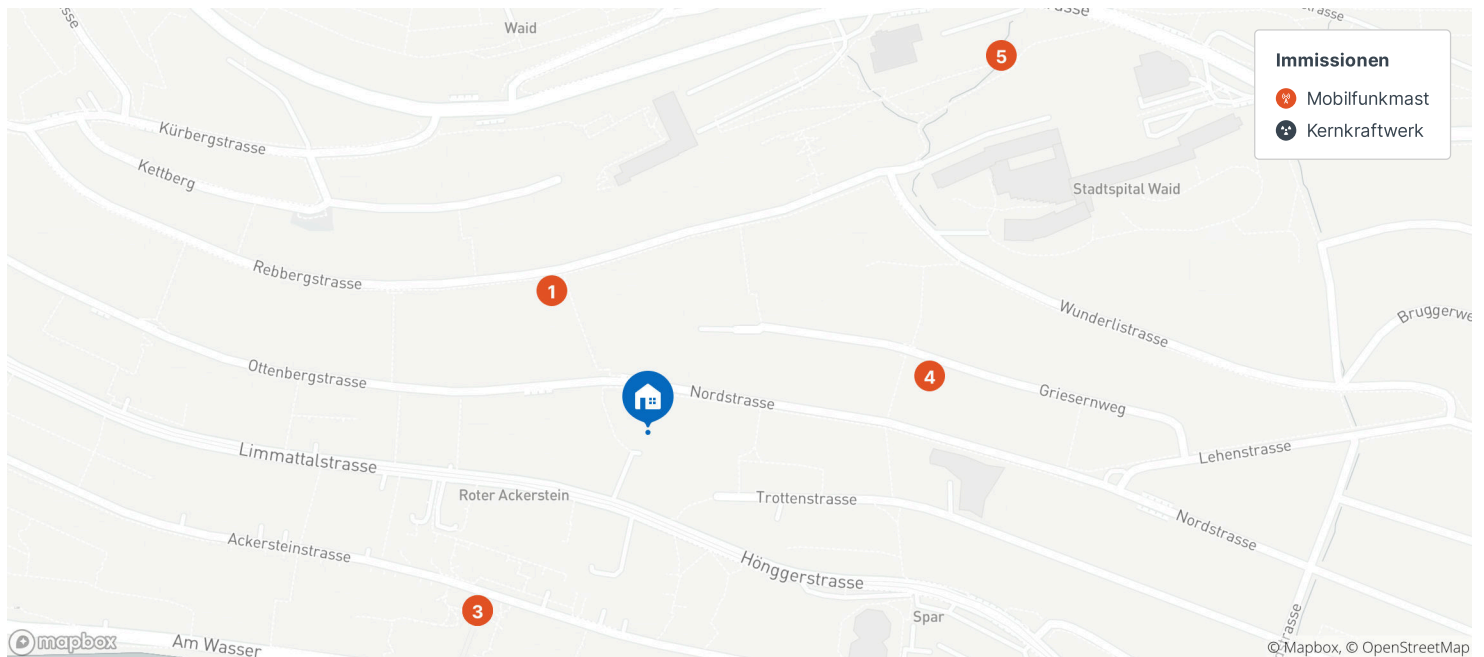 Waid
5
Immissionen
Mobilfunkmast
Kernkraftwerk
Kürbergstrasse
Kettberg
Stadtspital Waid
Rebbergstrasse
1
Wunderlistrasse
Bruggerwe
Ottenbergstrasse
4
Nordstrasse
Griesernweg
Limmattalstrasse
Lehenstrasse
Roter Ackerstein
Trottenstrasse
Nordstrasse
Ackersteinstrasse
Hönggerstrasse
3
Spar
mapbox
Am Wasser
© Mapbox, © OpenStreetMap